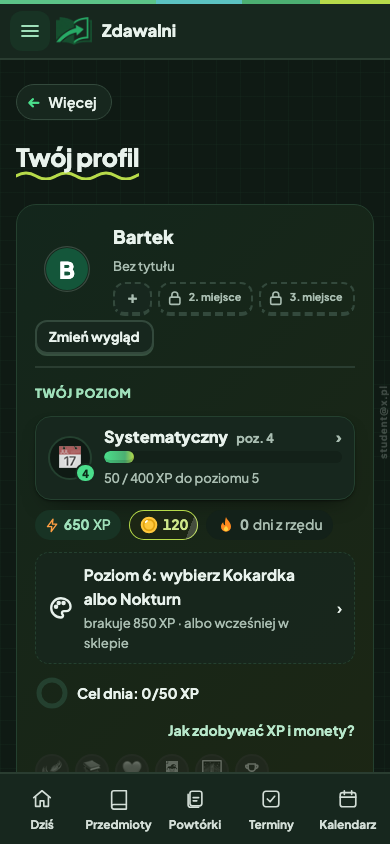 Zdawalni
Więcej
Twój profil
B
Bartek
Bez tytułu
+
2. miejsce
3. miejsce
Zmień wygląd
TWÓJ POZIOM
17
4
Systematyczny poz. 4
50 / 400 XP do poziomu 5
650 XP
120
0 dni z rzędu
Poziom 6: wybierz Kokardka
albo Nokturn
brakuje 850 XP · albo wcześniej w
sklepie
Cel dnia: 0/50 XP
Jak zdobywać XP i monety?
student@x.pl
Dziś
Przedmioty
Powtórki
Terminy
Kalendarz